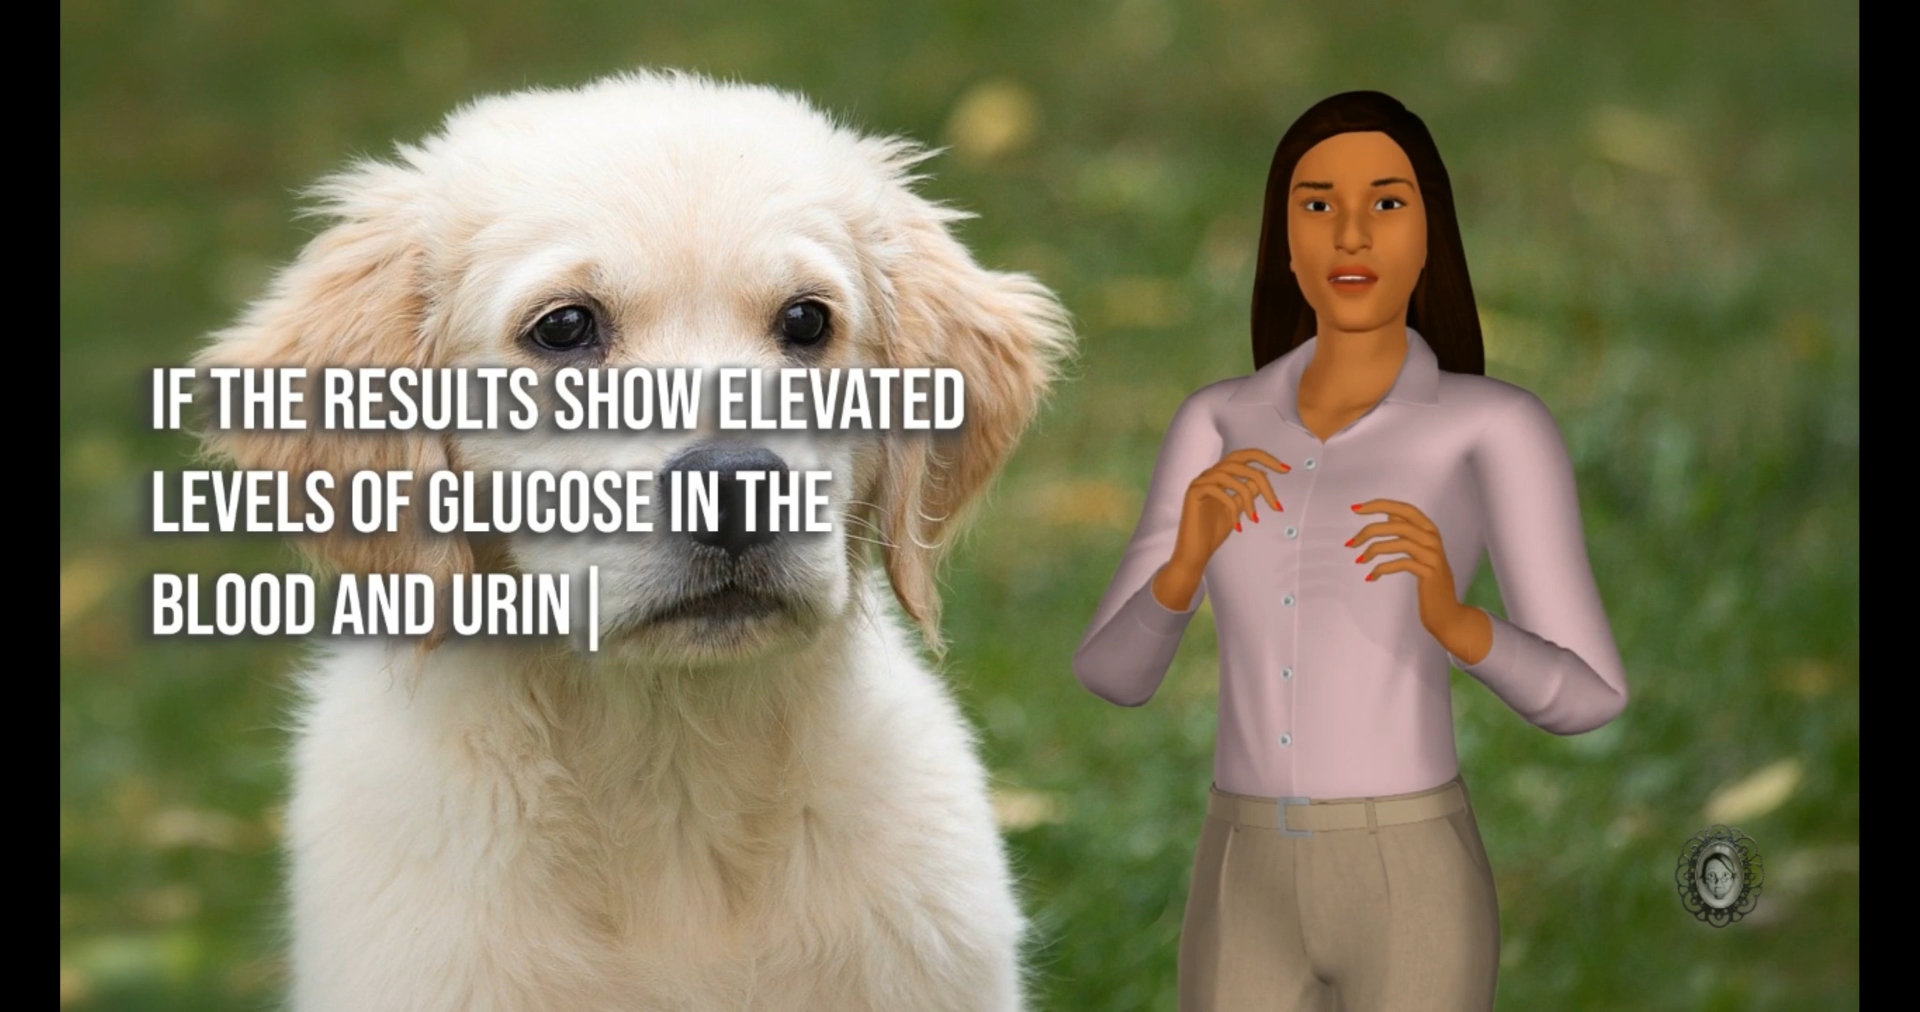 IF THE RESULTS SHOW ELEVATED
LEVELS OF GLUCOSE IN THE
BLOOD AND URIN|